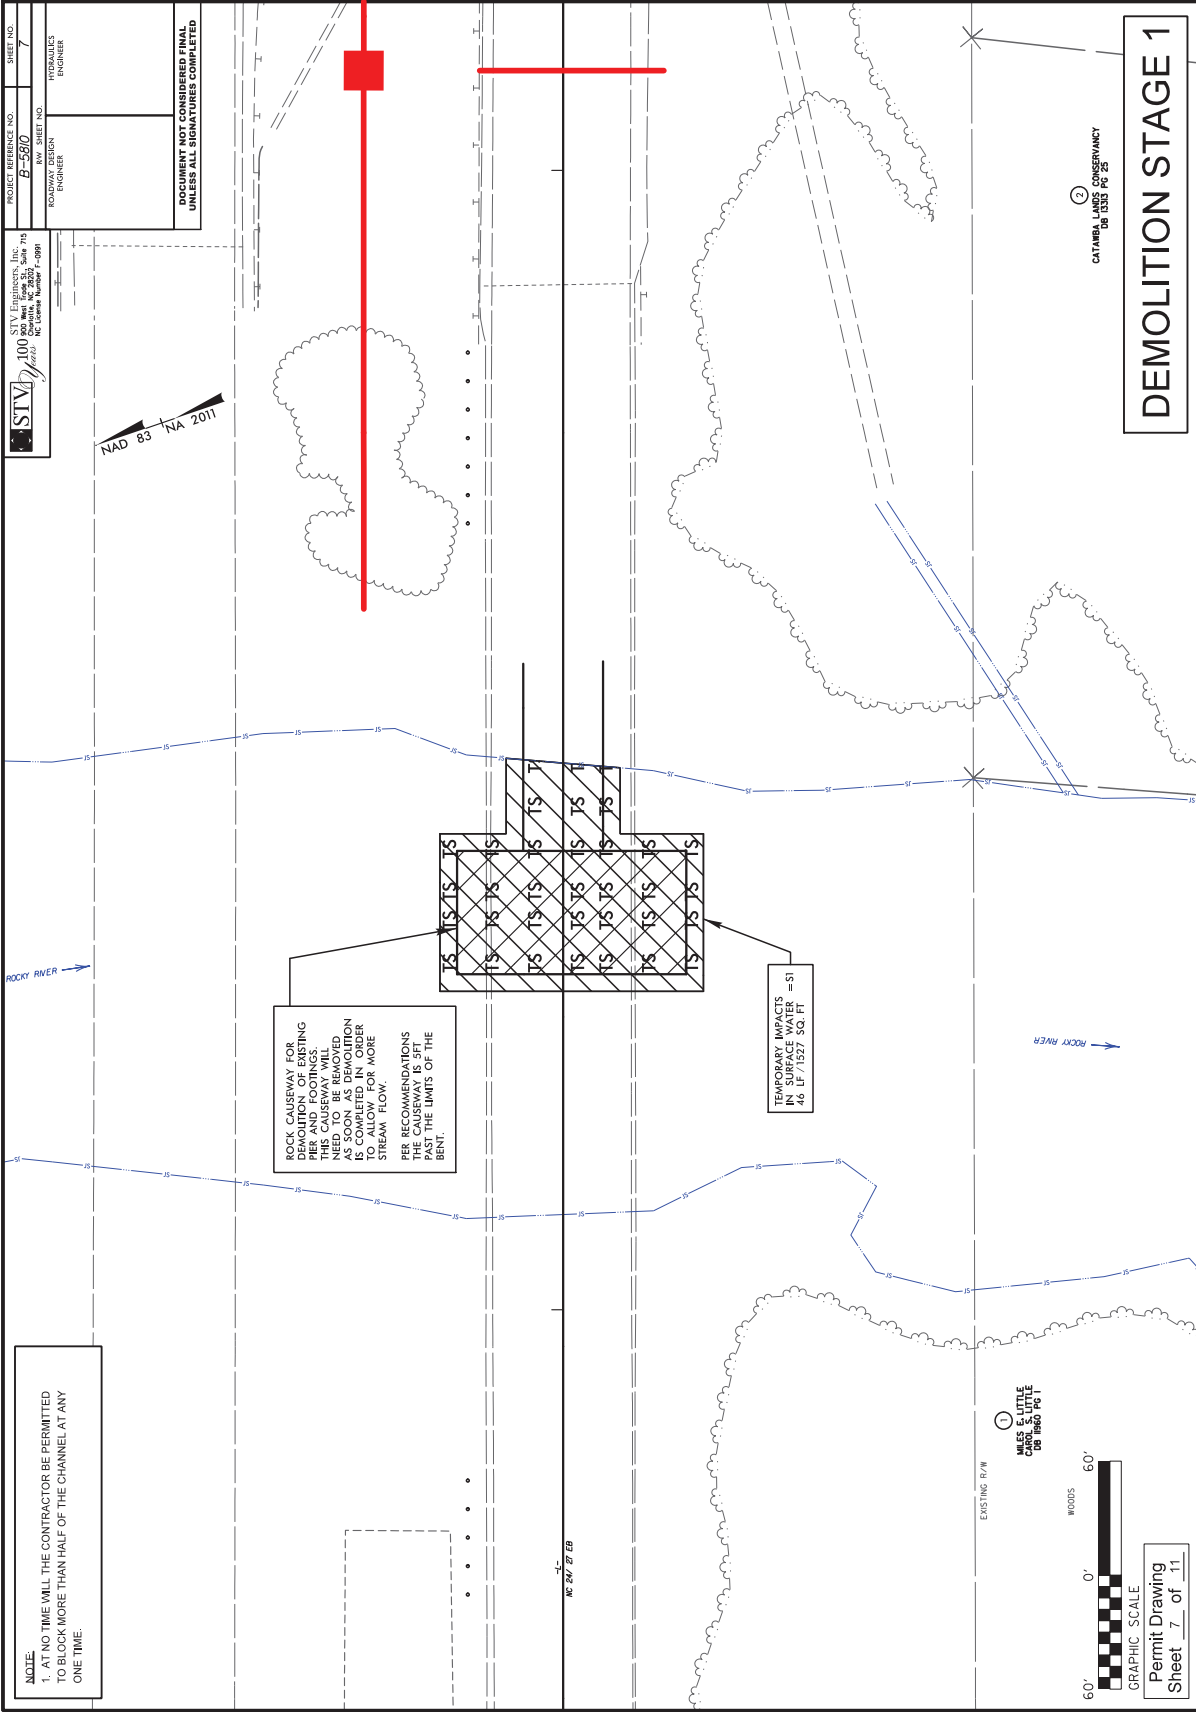 NOTE:
1. AT NO TIME WILL THE CONTRACTOR BE PERMITTED
TO BLOCK MORE THAN HALF OF THE CHANNEL AT ANY
ONE TIME.
STV 100 Years
STV Engineers, Inc.
900 West Trade St., Suite 715
Charlotte, NC 28202
NC License Number F-0991
PROJECT REFERENCE NO.
SHEET NO.
B-5810
7
R/W SHEET NO.
ROADWAY DESIGN
ENGINEER
HYDRAULICS
ENGINEER
DOCUMENT NOT CONSIDERED FINAL
UNLESS ALL SIGNATURES COMPLETED
NAD 83 / NA 2011
ROCKY RIVER
ROCK CAUSEWAY FOR
DEMOLITION OF EXISTING
PIER AND FOOTINGS.
THIS CAUSEWAY WILL
NEED TO BE REMOVED
AS SOON AS DEMOLITION
IS COMPLETED IN ORDER
TO ALLOW FOR MORE
STREAM FLOW.
PER RECOMMENDATIONS
THE CAUSEWAY IS 5FT
PAST THE LIMITS OF THE
BENT.
-L-
NC 24/ 27 EB
TEMPORARY IMPACTS
IN SURFACE WATER = S1
46 LF / 1527 SQ. FT
ROCKY RIVER
EXISTING R/W
1
MILES E. LITTLE
CAROL S. LITTLE
DB 11960 PG 1
WOODS
2
CATAWBA LANDS CONSERVANCY
DB 13313 PG 25
60' 0' 60'
GRAPHIC SCALE
Permit Drawing
Sheet 7 of 11
DEMOLITION STAGE 1